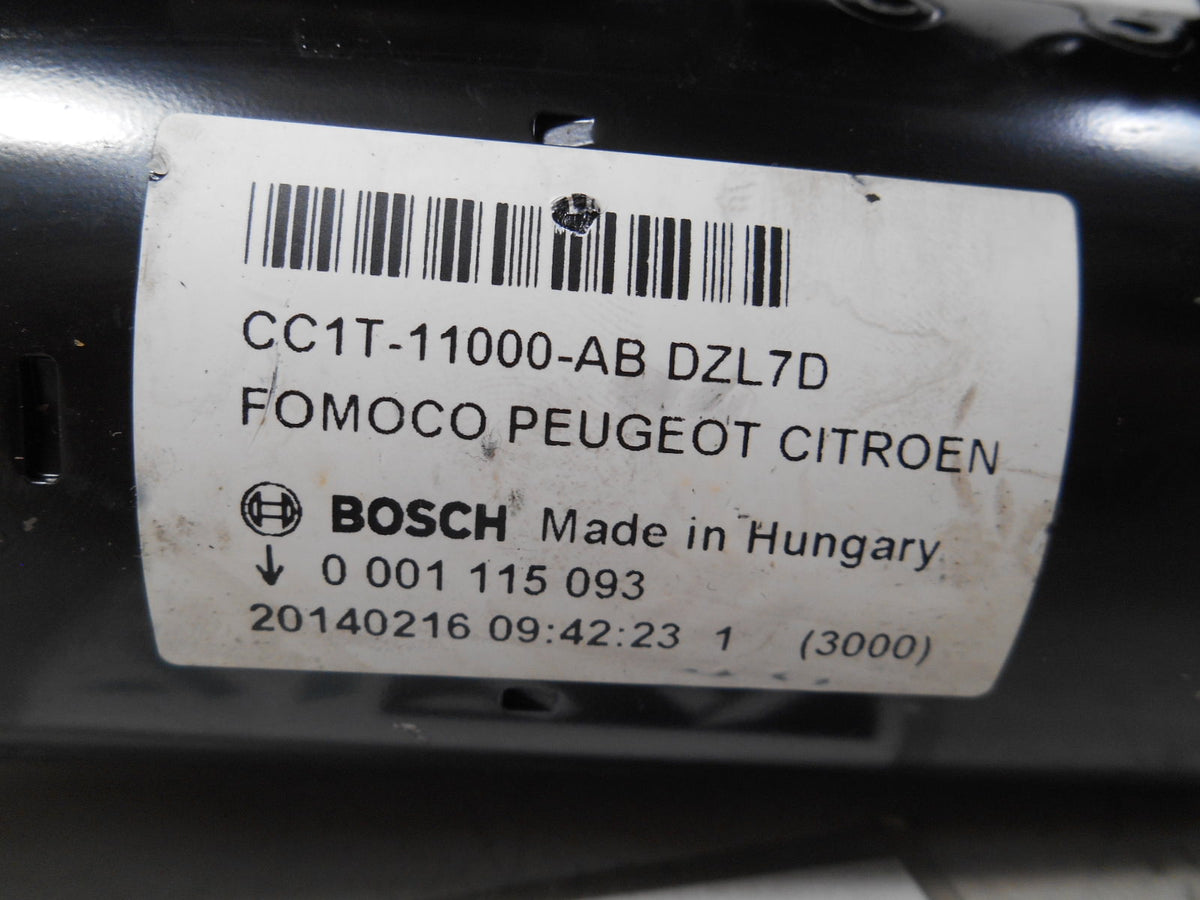 CC1T-11000-AB DZL7D
FOMOCO PEUGEOT CITROEN
BOSCH Made in Hungary
↓ 0 001 115 093
20140216 09:42:23 1 (3000)